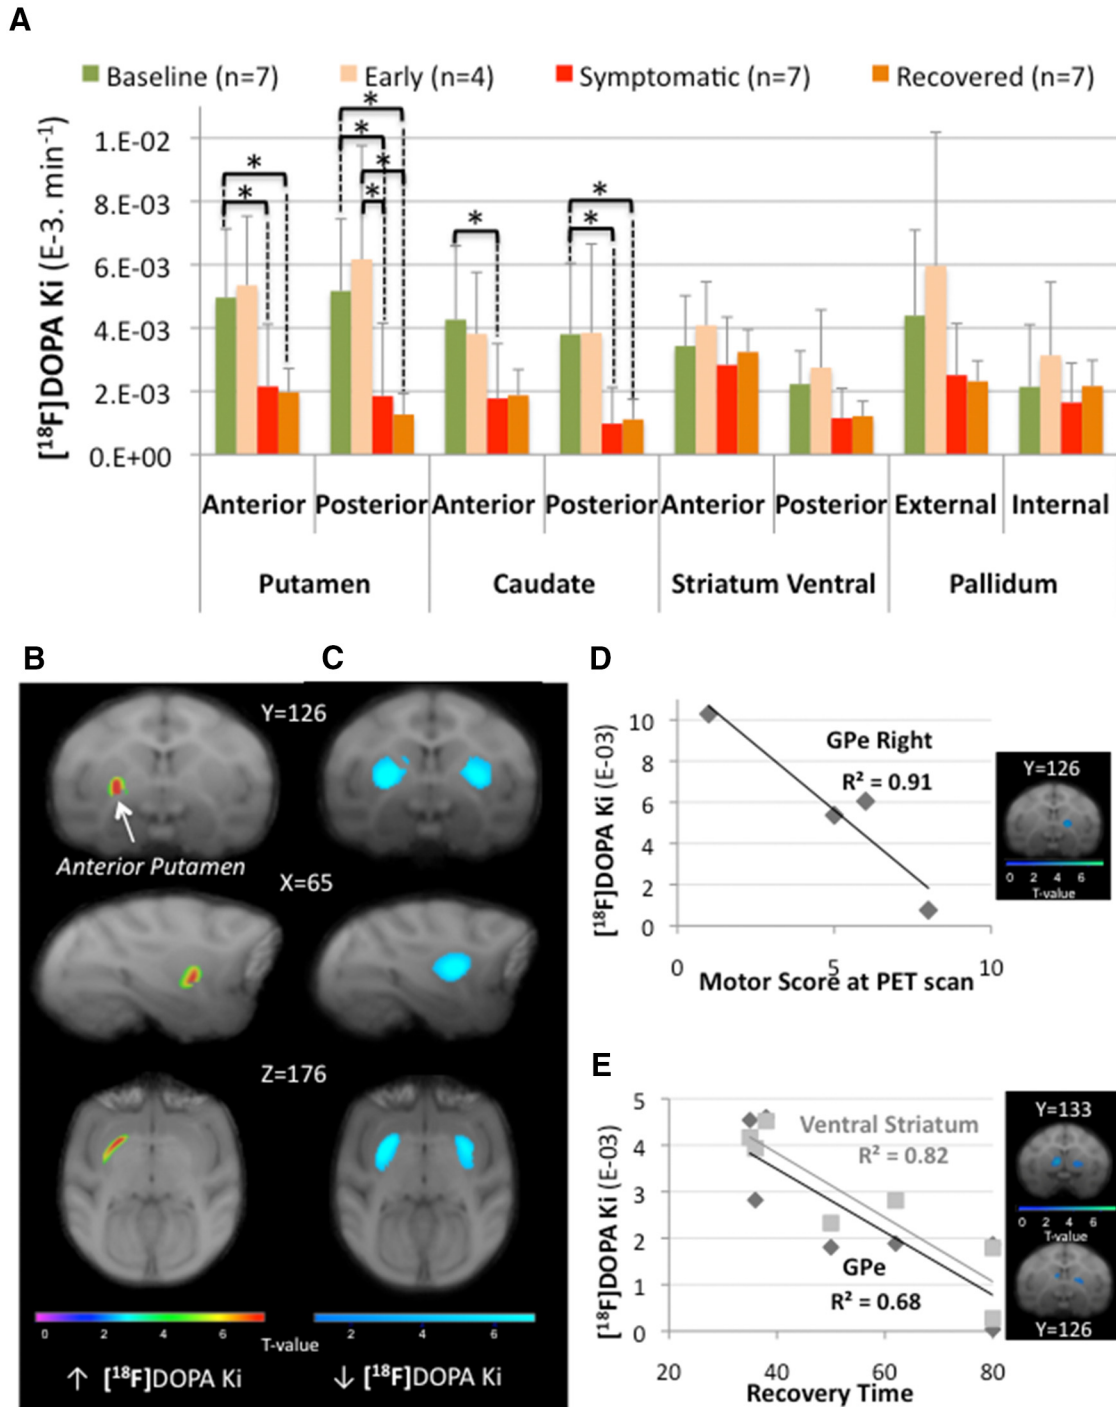 A
Baseline (n=7) Early (n=4) Symptomatic (n=7) Recovered (n=7)
[¹⁸F]DOPA Ki (E-3. min⁻¹)
1.E-02
8.E-03
6.E-03
4.E-03
2.E-03
0.E+00
* * * * * * * * *
Anterior Posterior Anterior Posterior Anterior Posterior External Internal
Putamen Caudate Striatum Ventral Pallidum
B C
Y=126
Anterior Putamen
X=65
Z=176
0 2 4 6 2 4 6
T-value
↑ [¹⁸F]DOPA Ki ↓ [¹⁸F]DOPA Ki
D
[¹⁸F]DOPA Ki (E-03)
10
8
6
4
2
0
GPe Right
R² = 0.91
0 5 10
Motor Score at PET scan
Y=126
0 2 4 6
T-value
E
[¹⁸F]DOPA Ki (E-03)
5
4
3
2
1
0
Ventral Striatum
R² = 0.82
GPe
R² = 0.68
20 40 60 80
Recovery Time
Y=133
0 2 4 6
T-value
Y=126